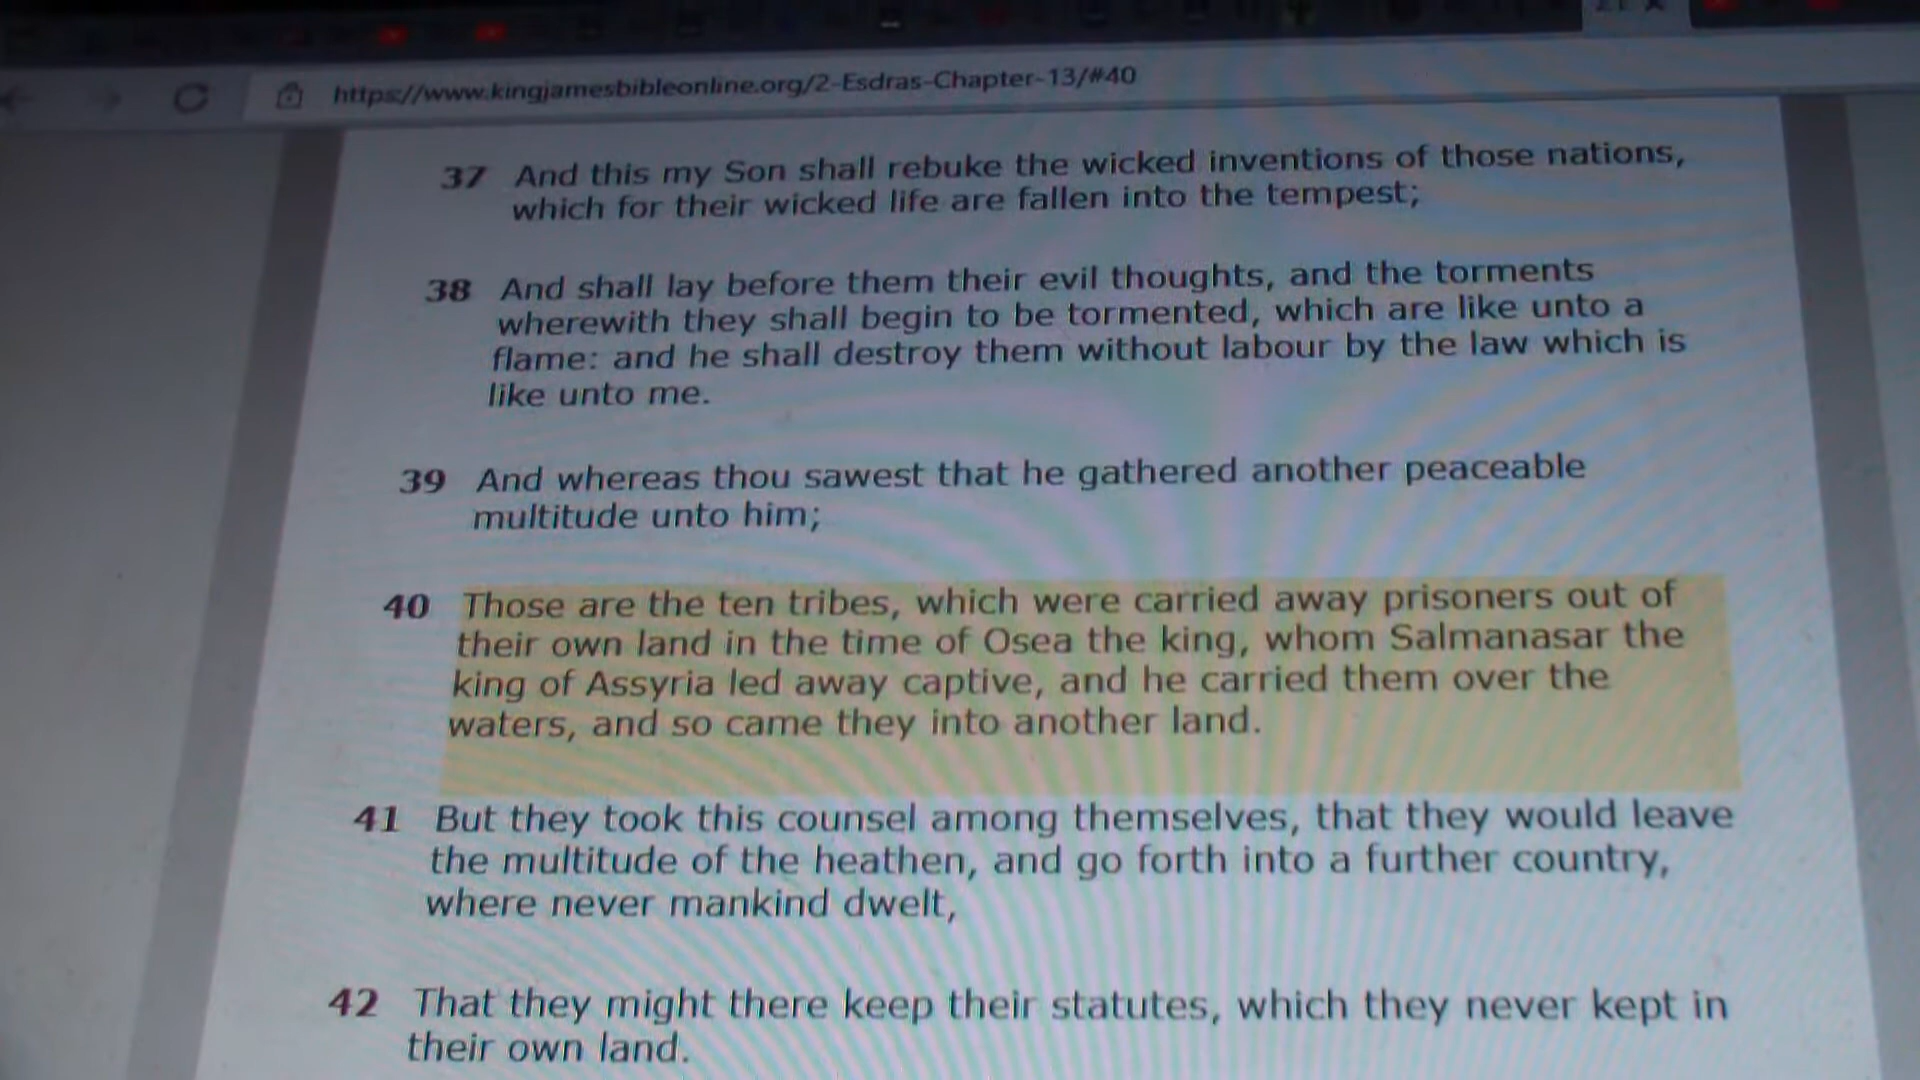 https://www.kingjamesbibleonline.org/2-Esdras-Chapter-13/#40
37 And this my Son shall rebuke the wicked inventions of those nations,
which for their wicked life are fallen into the tempest;
38 And shall lay before them their evil thoughts, and the torments
wherewith they shall begin to be tormented, which are like unto a
flame: and he shall destroy them without labour by the law which is
like unto me.
39 And whereas thou sawest that he gathered another peaceable
multitude unto him;
40 Those are the ten tribes, which were carried away prisoners out of
their own land in the time of Osea the king, whom Salmanasar the
king of Assyria led away captive, and he carried them over the
waters, and so came they into another land.
41 But they took this counsel among themselves, that they would leave
the multitude of the heathen, and go forth into a further country,
where never mankind dwelt,
42 That they might there keep their statutes, which they never kept in
their own land.